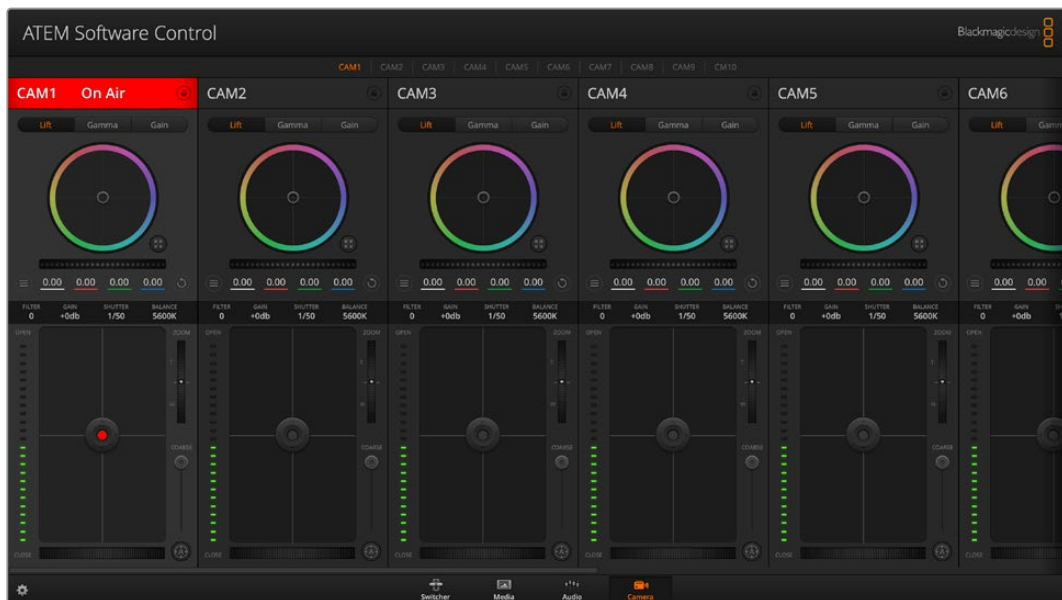 ATEM Software Control
Blackmagicdesign
CAM1 CAM2 CAM3 CAM4 CAM5 CAM6 CAM7 CAM8 CAM9 CM10
CAM1 On Air CAM2 CAM3 CAM4 CAM5 CAM6
Lift Gamma Gain Lift Gamma Gain Lift Gamma Gain Lift Gamma Gain Lift Gamma Gain Lift Gam
0.00 0.00 0.00 0.00 0.00 0.00 0.00 0.00 0.00 0.00 0.00 0.00 0.00 0.00 0.00 0.00 0.00 0.00 0.00 0.00 0.00 0.00
FILTER GAIN SHUTTER BALANCE FILTER GAIN SHUTTER BALANCE FILTER GAIN SHUTTER BALANCE FILTER GAIN SHUTTER BALANCE FILTER GAIN SHUTTER BALANCE FILTER GAIN
0 +0db 1/50 5600K 0 +0db 1/50 5600K 0 +0db 1/50 5600K 0 +0db 1/50 5600K 0 +0db 1/50 5600K 0 +0db
OPEN ZOOM OPEN ZOOM OPEN ZOOM OPEN ZOOM OPEN ZOOM OPEN
T T T T T
W W W W W
COARSE COARSE COARSE COARSE COARSE
CLOSE CLOSE CLOSE CLOSE CLOSE CLOSE
Switcher Media Audio Camera